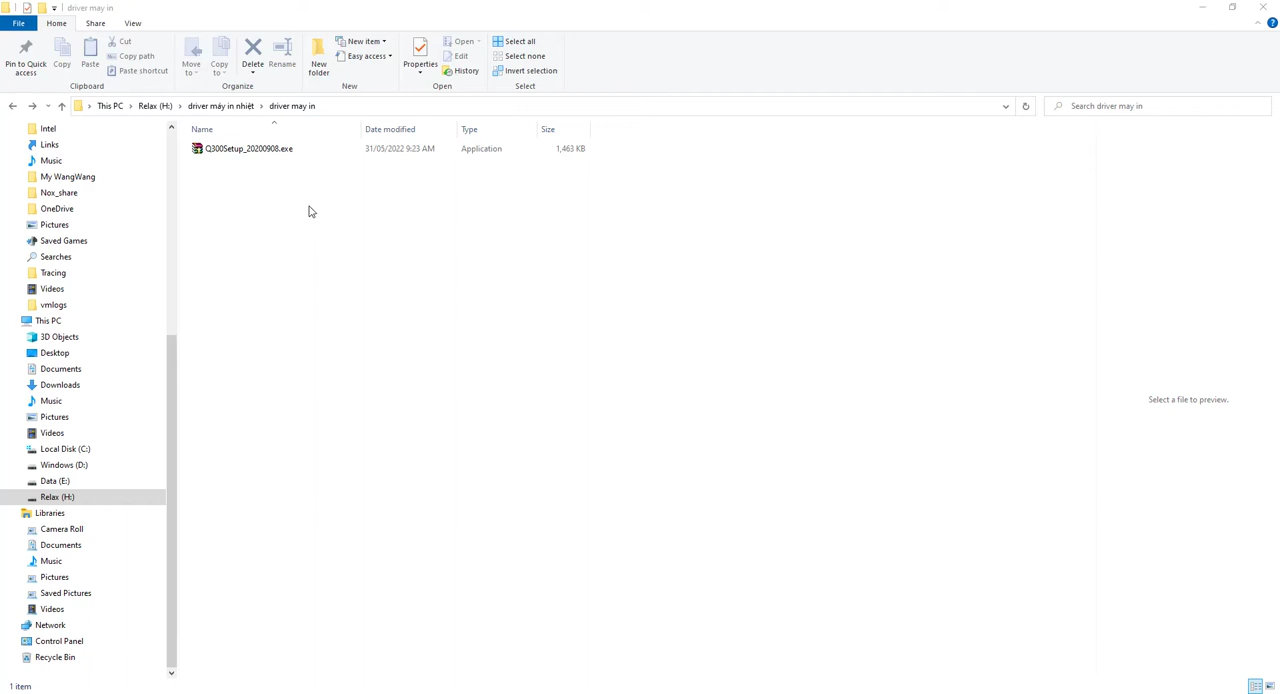 driver may in
File Home Share View
Cut
Copy path
Paste shortcut
Pin to Quick access
Copy
Paste
Clipboard
Move to
Copy to
Delete
Rename
Organize
New folder
New item
Easy access
New
Properties
Open
Edit
History
Open
Select all
Select none
Invert selection
Select
This PC Relax (H:) driver máy in nhiệt driver may in
Search driver may in
Name Date modified Type Size
Q300Setup_20200908.exe 31/05/2022 9:23 AM Application 1,463 KB
Intel
Links
Music
My WangWang
Nox_share
OneDrive
Pictures
Saved Games
Searches
Tracing
Videos
vmlogs
This PC
3D Objects
Desktop
Documents
Downloads
Music
Pictures
Videos
Local Disk (C:)
Windows (D:)
Data (E:)
Relax (H:)
Libraries
Camera Roll
Documents
Music
Pictures
Saved Pictures
Videos
Network
Control Panel
Recycle Bin
Select a file to preview.
1 item